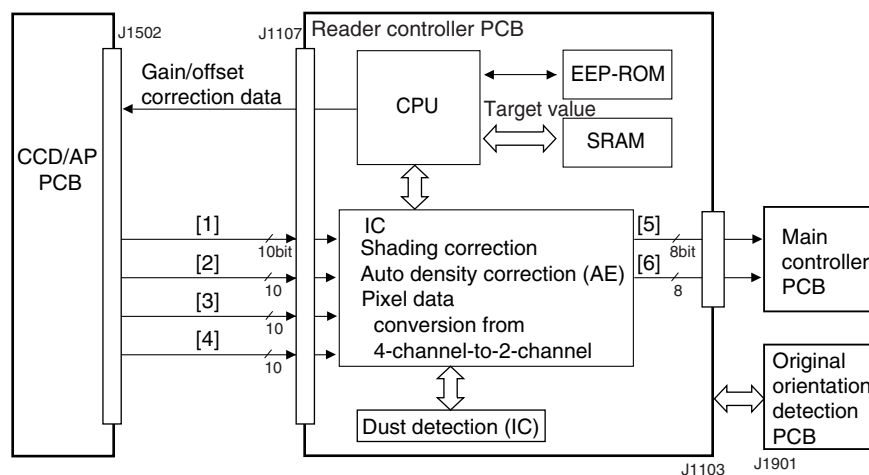 J1502
J1107
Reader controller PCB
Gain/offset
correction data
CPU
EEP-ROM
Target value
SRAM
CCD/AP
PCB
[1]
10bit
[2]
10
[3]
10
[4]
10
IC
Shading correction
Auto density correction (AE)
Pixel data
conversion from
4-channel-to-2-channel
[5]
8bit
[6]
8
Main
controller
PCB
Dust detection (IC)
Original
orientation
detection
PCB
J1103
J1901